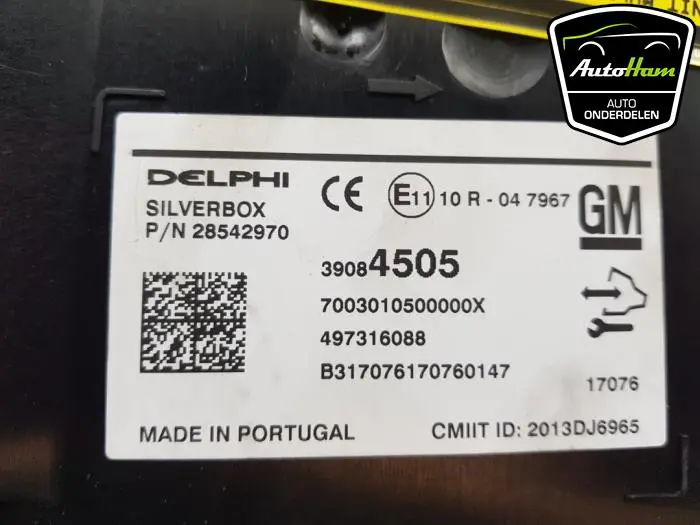 AutoHam
AUTO
ONDERDELEN
DELPHI
SILVERBOX
P/N 28542970
CE
E11 10 R - 04 7967
GM
39084505
7003010500000X
497316088
B317076170760147
17076
MADE IN PORTUGAL
CMIIT ID: 2013DJ6965